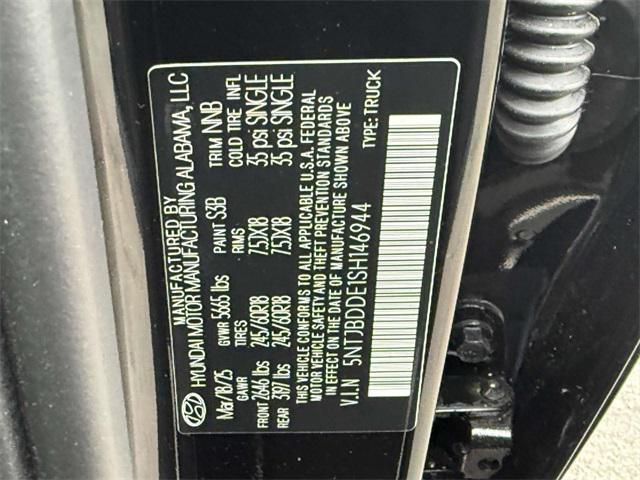 MANUFACTURED BY
HYUNDAI MOTOR MANUFACTURING ALABAMA, LLC
Mar/18/25 GVWR 5665 lbs PAINT S3B TRIM NNB
GAWR TIRES RIMS COLD TIRE INFL
FRONT 2646 lbs 245/60R18 7.5JX18 35 psi SINGLE
REAR 3197 lbs 245/60R18 7.5JX18 35 psi SINGLE
THIS VEHICLE CONFORMS TO ALL APPLICABLE U.S.A. FEDERAL
MOTOR VEHICLE SAFETY AND THEFT PREVENTION STANDARDS
IN EFFECT ON THE DATE OF MANUFACTURE SHOWN ABOVE
V.I.N 5NTJBDDE1SH146944 TYPE: TRUCK